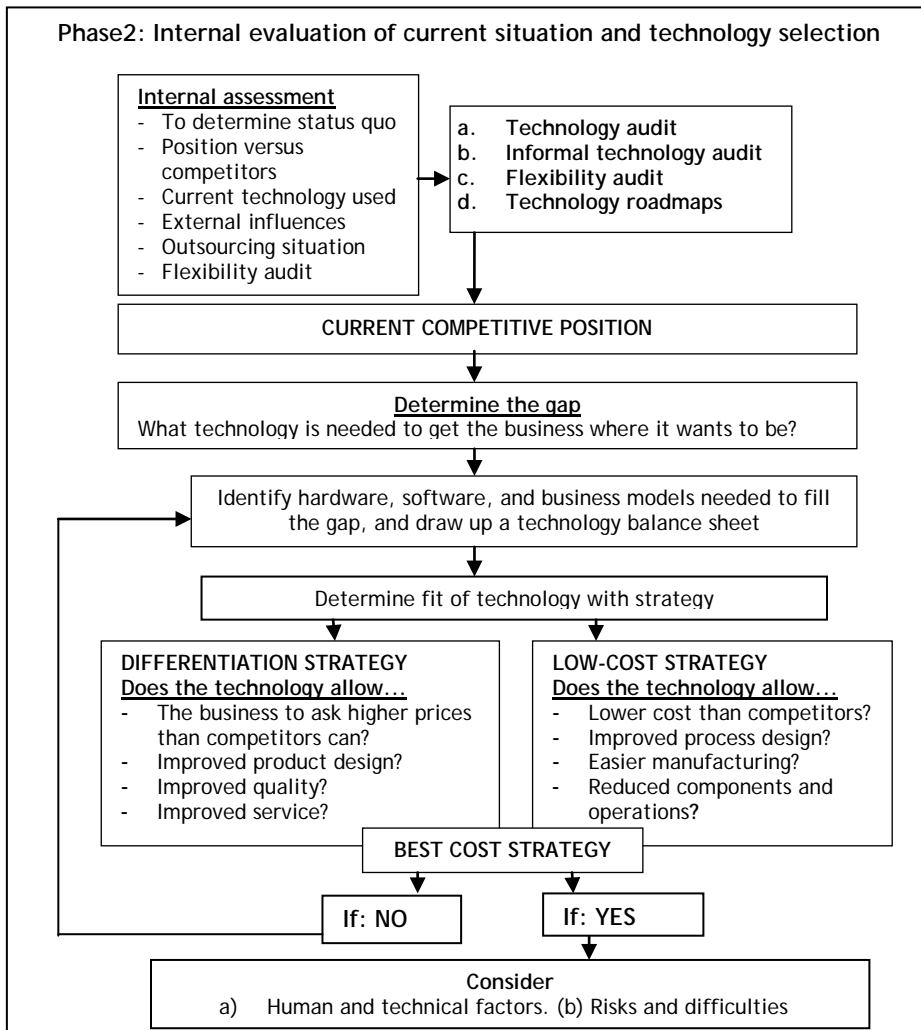 Phase2: Internal evaluation of current situation and technology selection
Internal assessment
- To determine status quo
- Position versus
competitors
- Current technology used
- External influences
- Outsourcing situation
- Flexibility audit
a. Technology audit
b. Informal technology audit
c. Flexibility audit
d. Technology roadmaps
CURRENT COMPETITIVE POSITION
Determine the gap
What technology is needed to get the business where it wants to be?
Identify hardware, software, and business models needed to fill
the gap, and draw up a technology balance sheet
Determine fit of technology with strategy
DIFFERENTIATION STRATEGY
Does the technology allow...
- The business to ask higher prices
than competitors can?
- Improved product design?
- Improved quality?
- Improved service?
LOW-COST STRATEGY
Does the technology allow...
- Lower cost than competitors?
- Improved process design?
- Easier manufacturing?
- Reduced components and
operations?
BEST COST STRATEGY
If: NO
If: YES
Consider
a) Human and technical factors. (b) Risks and difficulties